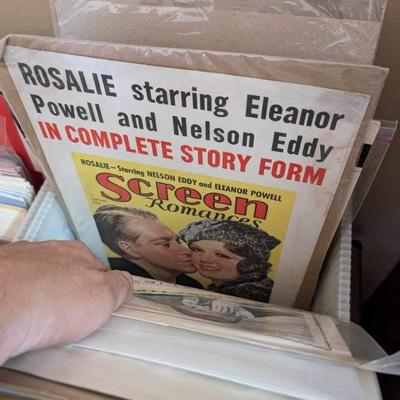 ROSALIE starring Eleanor
Powell and Nelson Eddy
IN COMPLETE STORY FORM
ROSALIE—Starring NELSON EDDY and ELEANOR POWELL
Screen
Romances